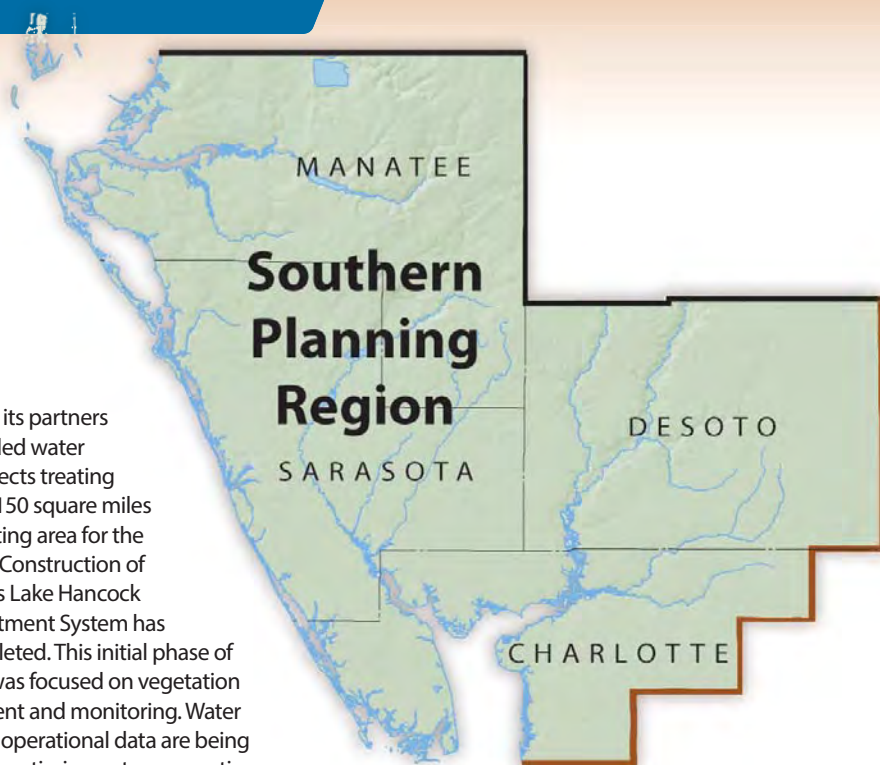 MANATEE
Southern
Planning
Region
SARASOTA
DESOTO
CHARLOTTE
its partners
led water
ects treating
150 square miles
ting area for the
Construction of
s Lake Hancock
tment System has
leted. This initial phase of
was focused on vegetation
ent and monitoring. Water
operational data are being